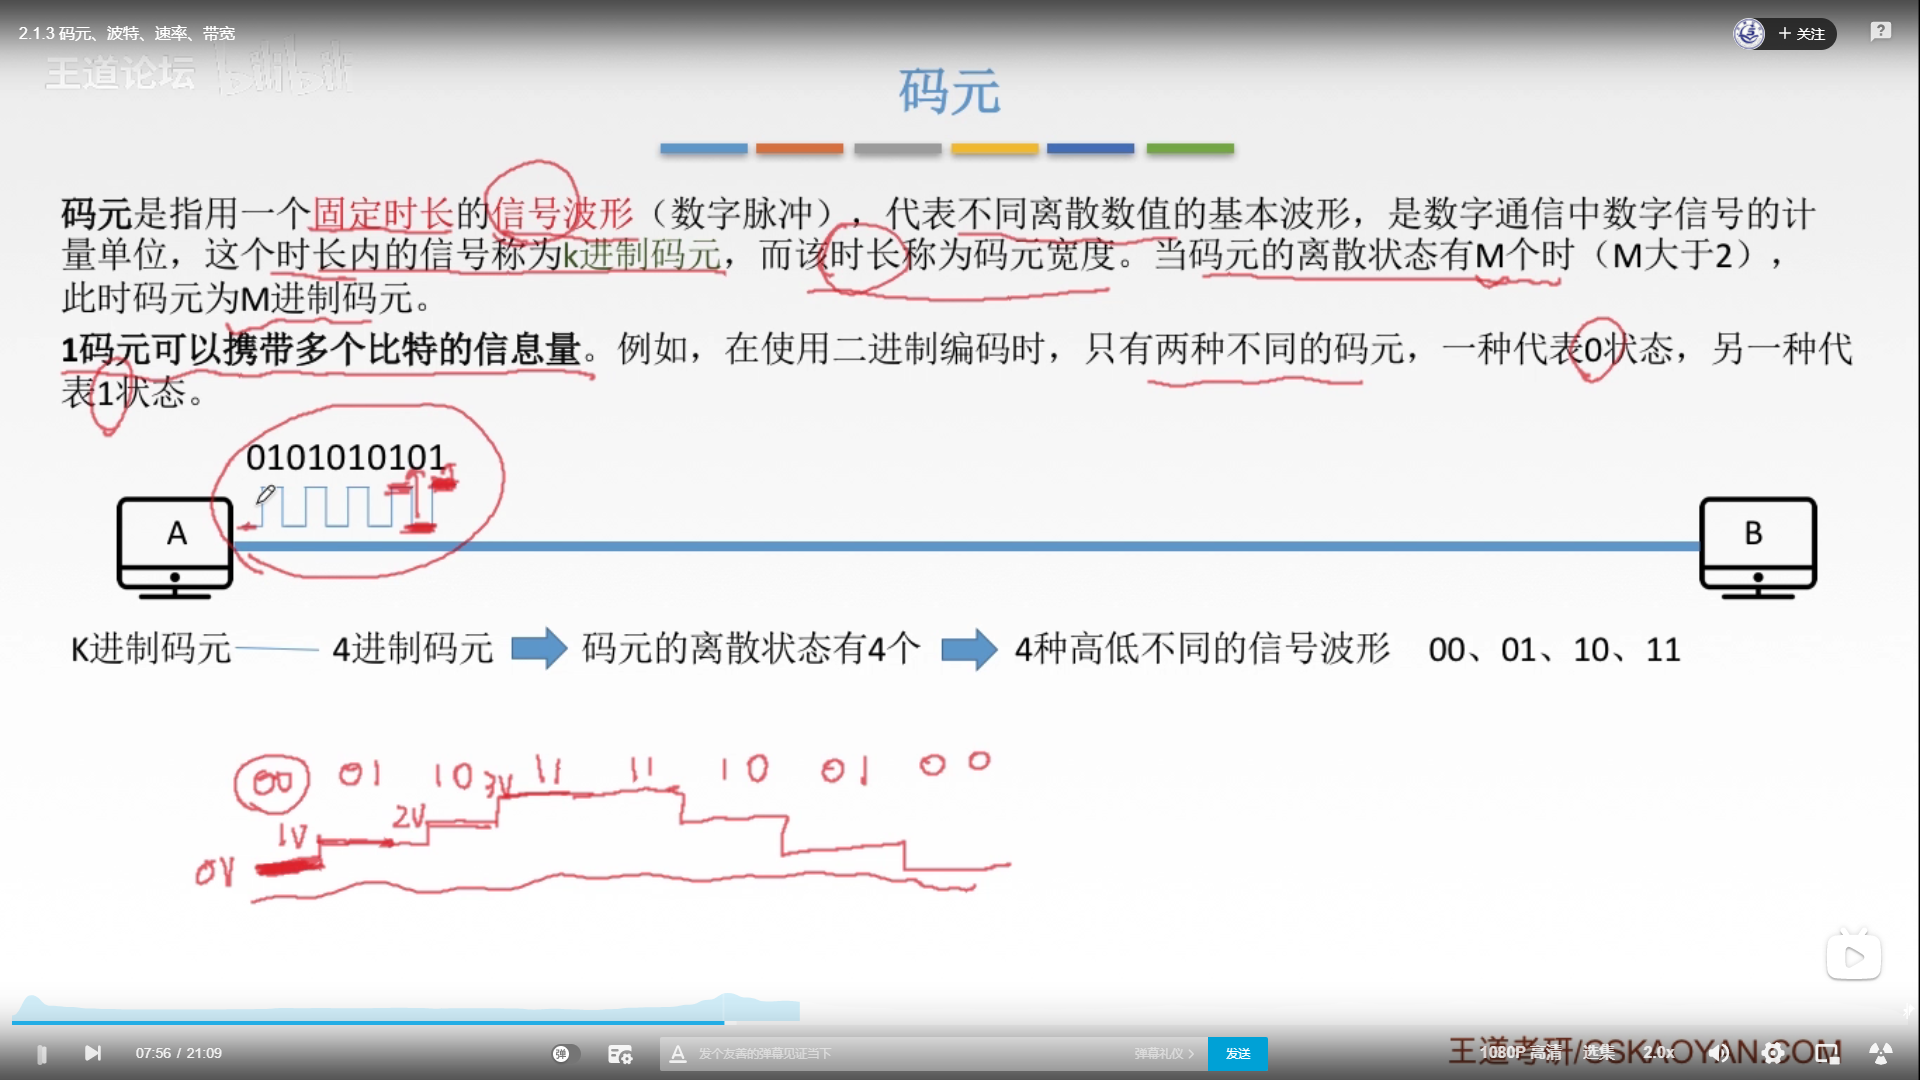 2.1.3 码元、波特、速率、带宽
+ 关注
王道论坛 bilibili
码元
码元是指用一个固定时长的信号波形（数字脉冲），代表不同离散数值的基本波形，是数字通信中数字信号的计
量单位，这个时长内的信号称为k进制码元，而该时长称为码元宽度。当码元的离散状态有M个时（M大于2），
此时码元为M进制码元。
1码元可以携带多个比特的信息量。例如，在使用二进制编码时，只有两种不同的码元，一种代表0状态，另一种代
表1状态。
0101010101
A
B
K进制码元
4进制码元
码元的离散状态有4个
4种高低不同的信号波形
00、01、10、11
00 01 10 11 11 10 01 00
3V
2V
1V
0V
07:56 / 21:09
弹
发个友善的弹幕见证当下
弹幕礼仪 >
发送
王道考研/CSKAOYAN.COM
1080P 高清
选集
2.0x